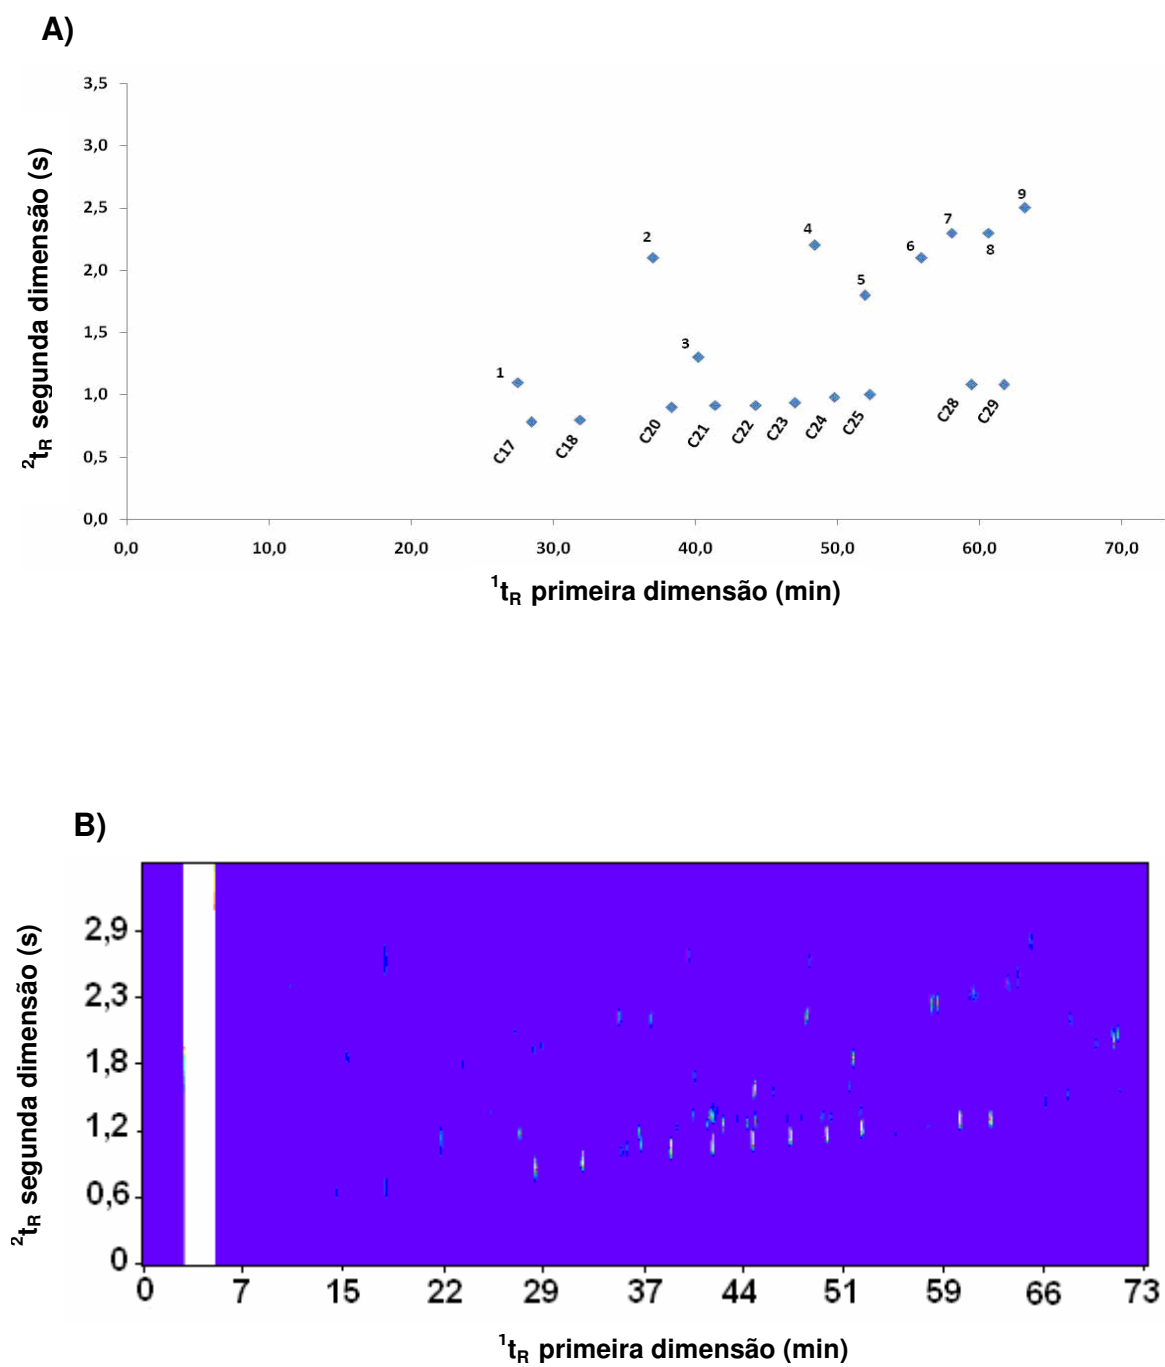 A)
3,5
3,0
2,5
2,0
1,5
1,0
0,5
0,0
²tR segunda dimensão (s)
9
7
4
2
6
8
5
3
1
C17
C18
C20
C21
C22
C23
C24
C25
C28
C29
0,0 10,0 20,0 30,0 40,0 50,0 60,0 70,0
¹tR primeira dimensão (min)
B)
2,9
2,3
1,8
1,2
0,6
0
²tR segunda dimensão (s)
0 7 15 22 29 37 44 51 59 66 73
¹tR primeira dimensão (min)